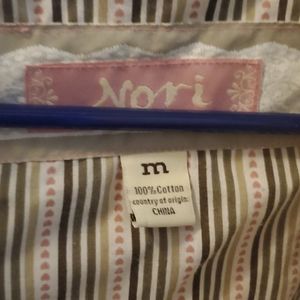 Nori
m
100% Cotton
country of origin
CHINA